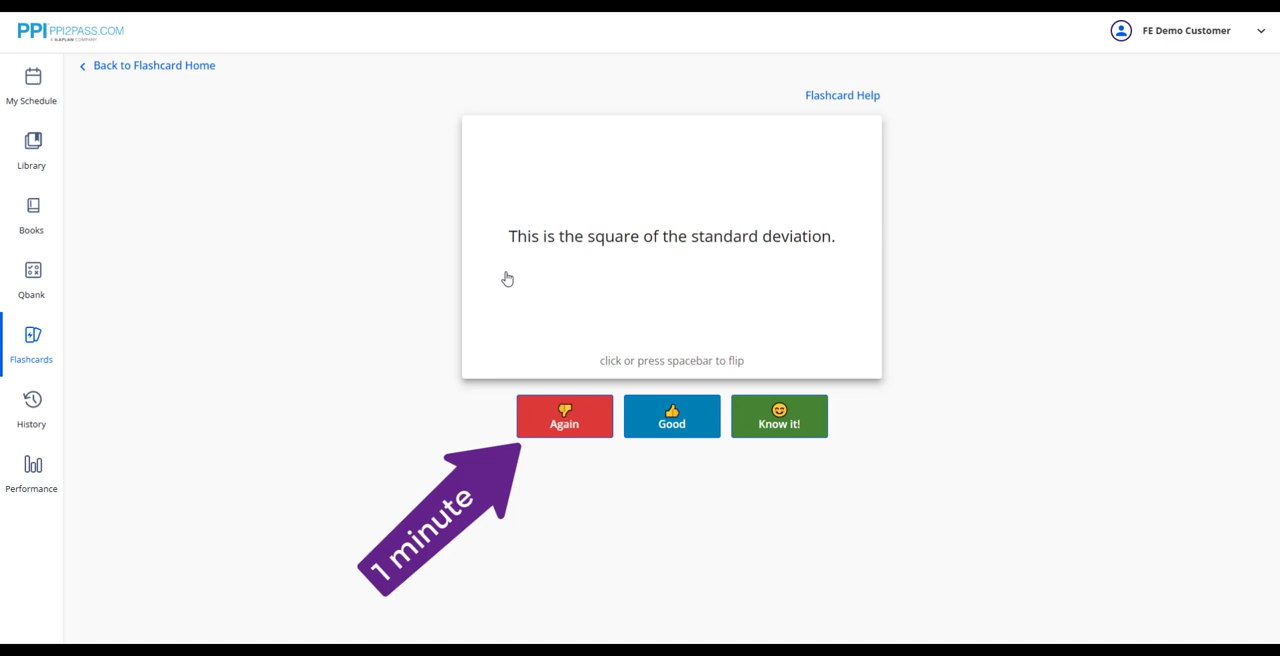 PPI PPI2PASS.COM
A KAPLAN COMPANY
FE Demo Customer
My Schedule
Library
Books
Qbank
Flashcards
History
Performance
Back to Flashcard Home
Flashcard Help
This is the square of the standard deviation.
click or press spacebar to flip
Again
Good
Know it!
1 minute